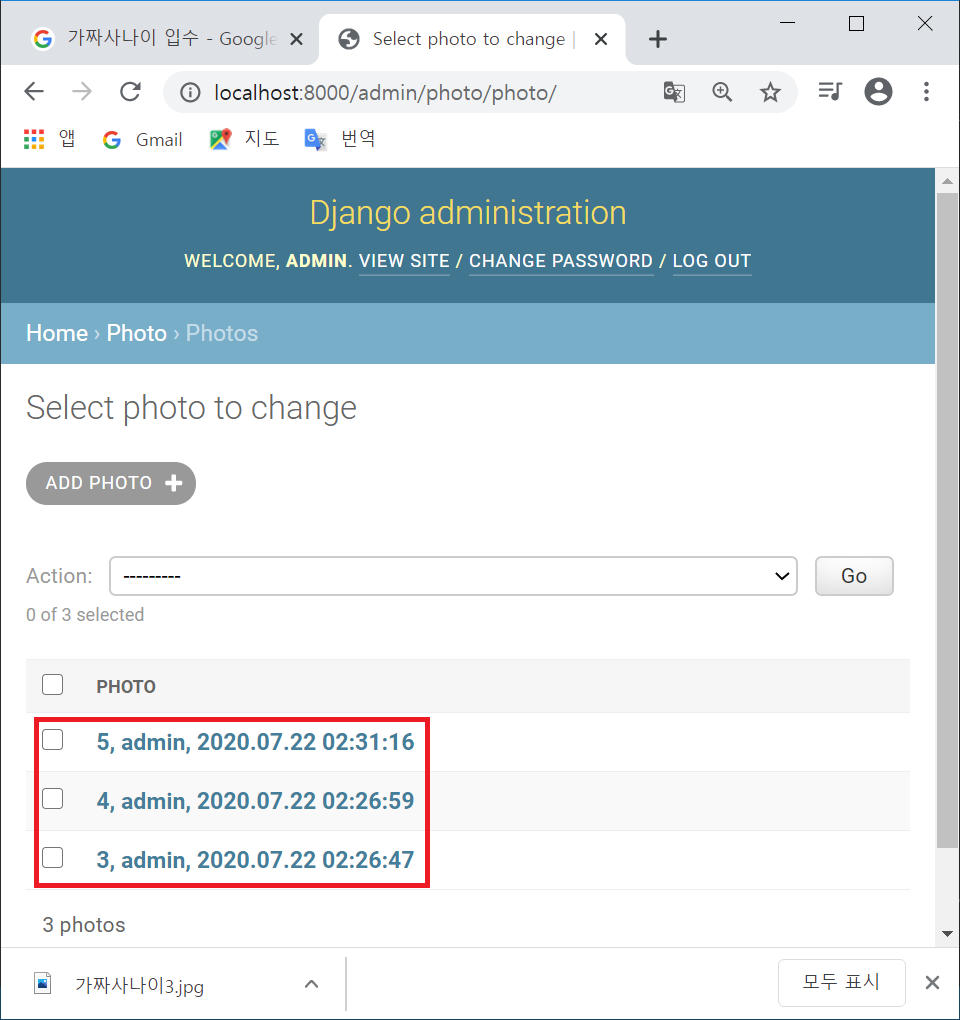 가짜사나이 입수 - Google
Select photo to change |
localhost:8000/admin/photo/photo/
앱 Gmail 지도 번역
Django administration
WELCOME, ADMIN. VIEW SITE / CHANGE PASSWORD / LOG OUT
Home › Photo › Photos
Select photo to change
ADD PHOTO
Action: --------- Go
0 of 3 selected
PHOTO
5, admin, 2020.07.22 02:31:16
4, admin, 2020.07.22 02:26:59
3, admin, 2020.07.22 02:26:47
3 photos
가짜사나이3.jpg 모두 표시